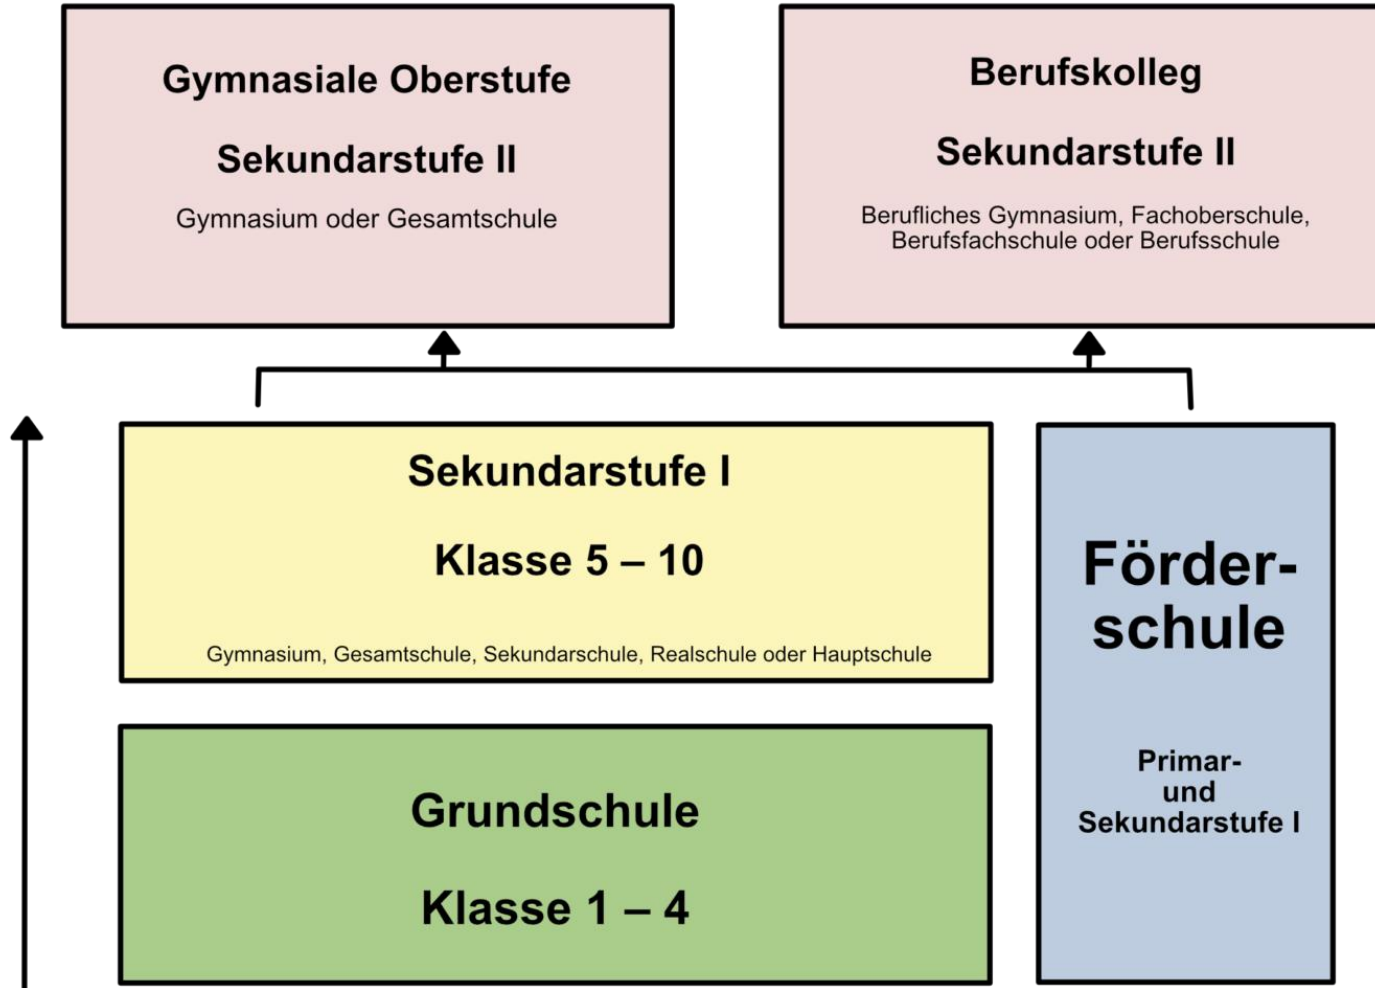 Gymnasiale Oberstufe
Sekundarstufe II
Gymnasium oder Gesamtschule
Berufskolleg
Sekundarstufe II
Berufliches Gymnasium, Fachoberschule,
Berufsfachschule oder Berufsschule
Sekundarstufe I
Klasse 5 – 10
Gymnasium, Gesamtschule, Sekundarschule, Realschule oder Hauptschule
Förder-
schule
Primar-
und
Sekundarstufe I
Grundschule
Klasse 1 – 4